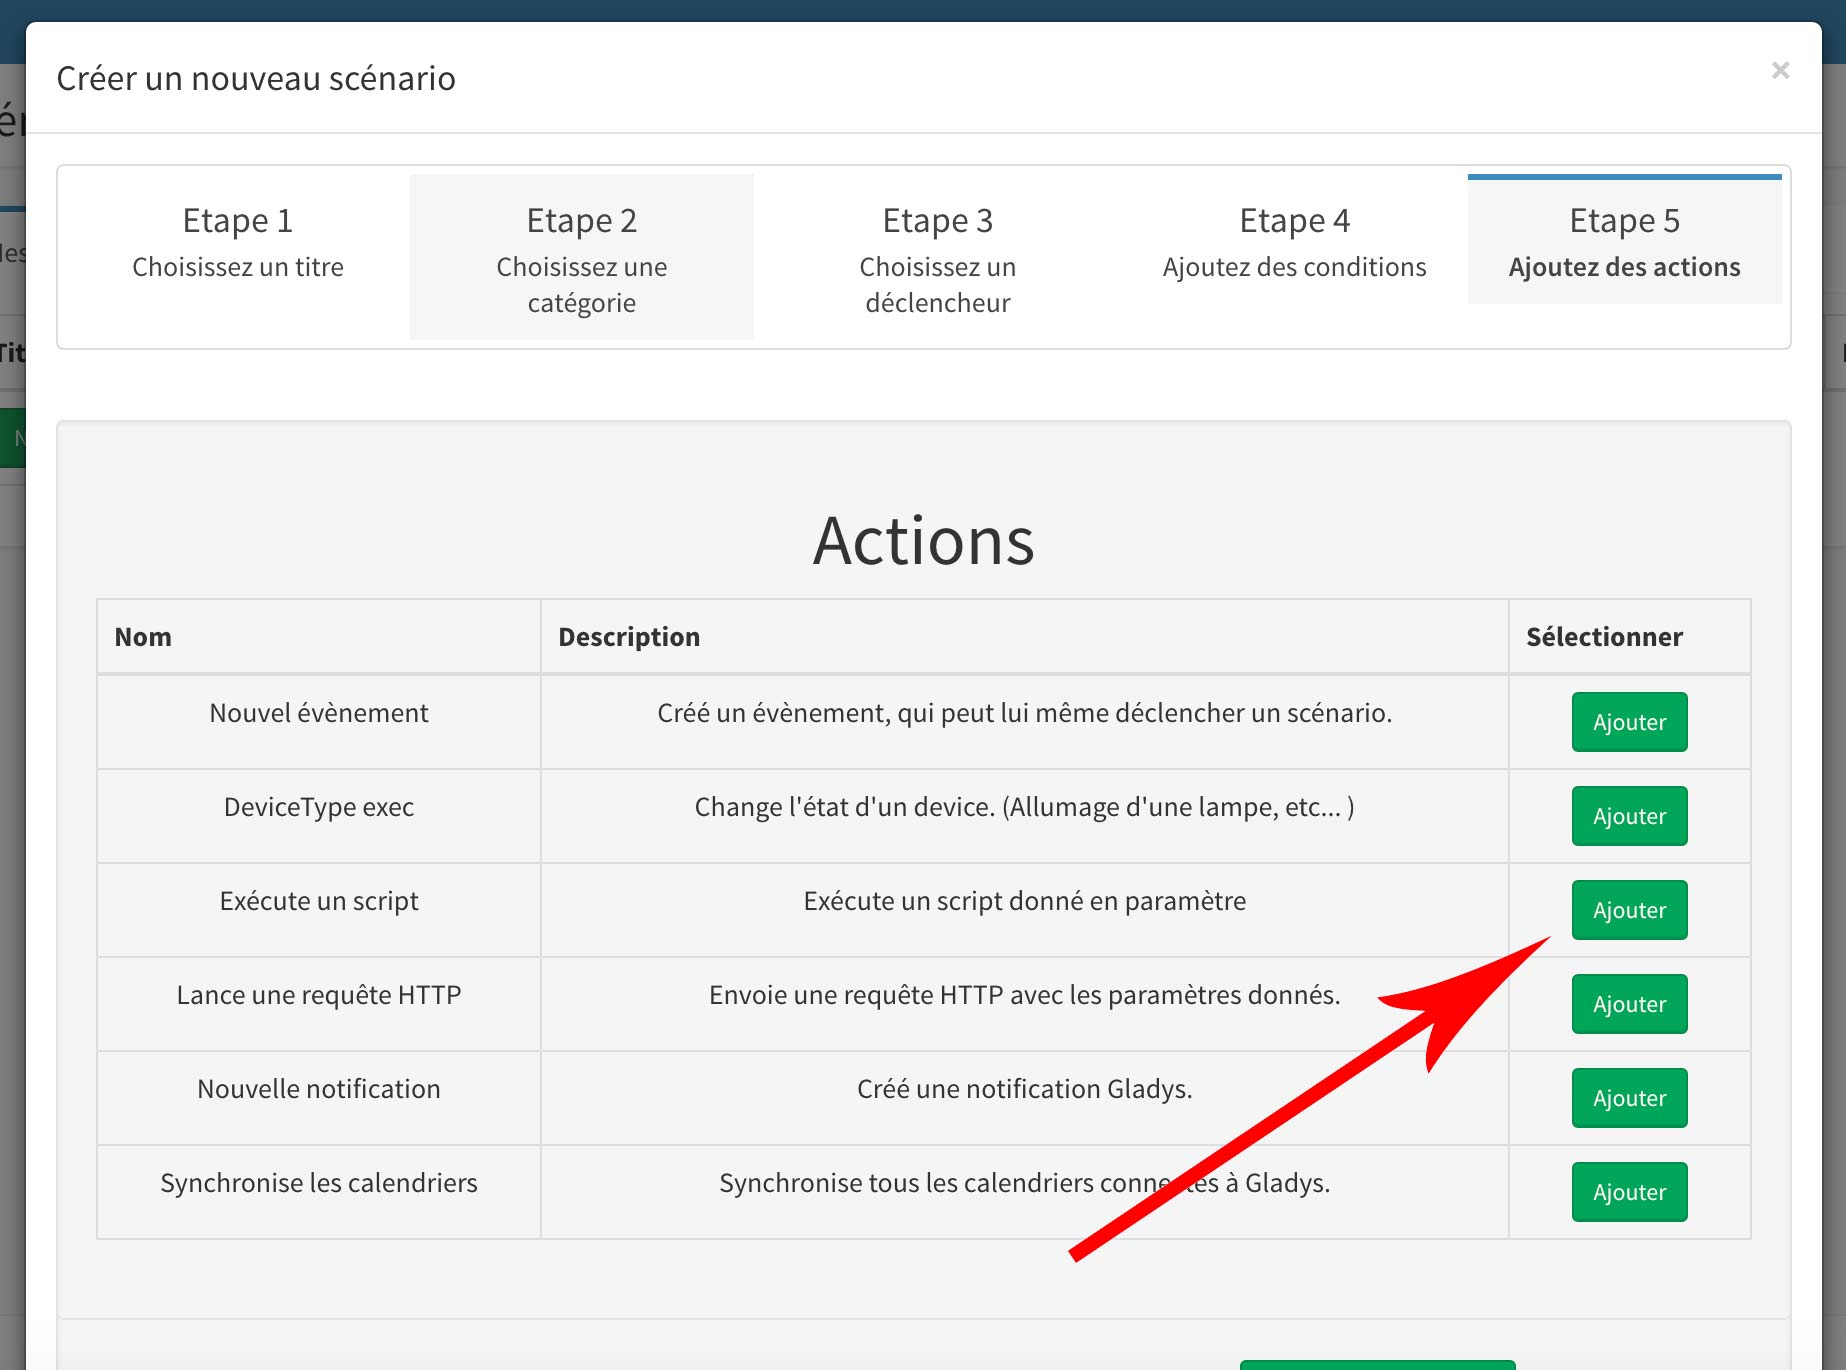 Créer un nouveau scénario
×
Etape 1
Choisissez un titre
Etape 2
Choisissez une
catégorie
Etape 3
Choisissez un
déclencheur
Etape 4
Ajoutez des conditions
Etape 5
Ajoutez des actions
Actions
Nom Description Sélectionner
Nouvel évènement Créé un évènement, qui peut lui même déclencher un scénario. Ajouter
DeviceType exec Change l'état d'un device. (Allumage d'une lampe, etc... ) Ajouter
Exécute un script Exécute un script donné en paramètre Ajouter
Lance une requête HTTP Envoie une requête HTTP avec les paramètres donnés. Ajouter
Nouvelle notification Créé une notification Gladys. Ajouter
Synchronise les calendriers Synchronise tous les calendriers connectés à Gladys. Ajouter